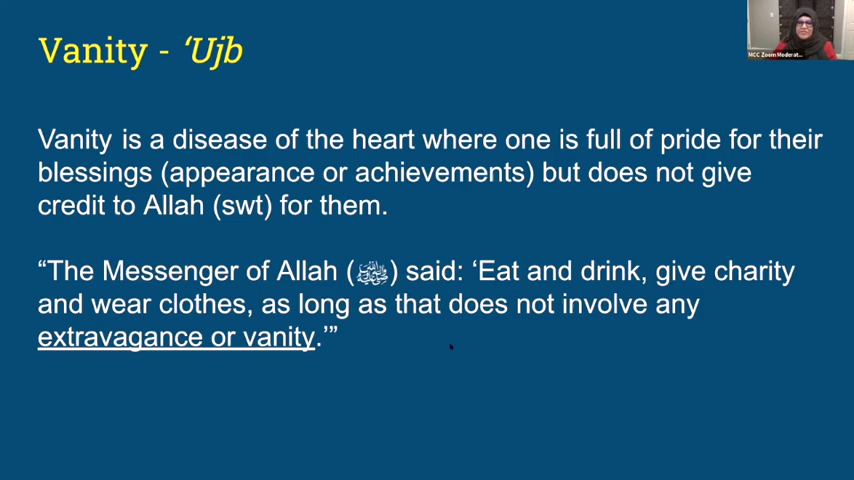 Vanity - ‘Ujb
MCC Zoom Moderat...
Vanity is a disease of the heart where one is full of pride for their
blessings (appearance or achievements) but does not give
credit to Allah (swt) for them.
“The Messenger of Allah (ﷺ) said: ‘Eat and drink, give charity
and wear clothes, as long as that does not involve any
extravagance or vanity.’”